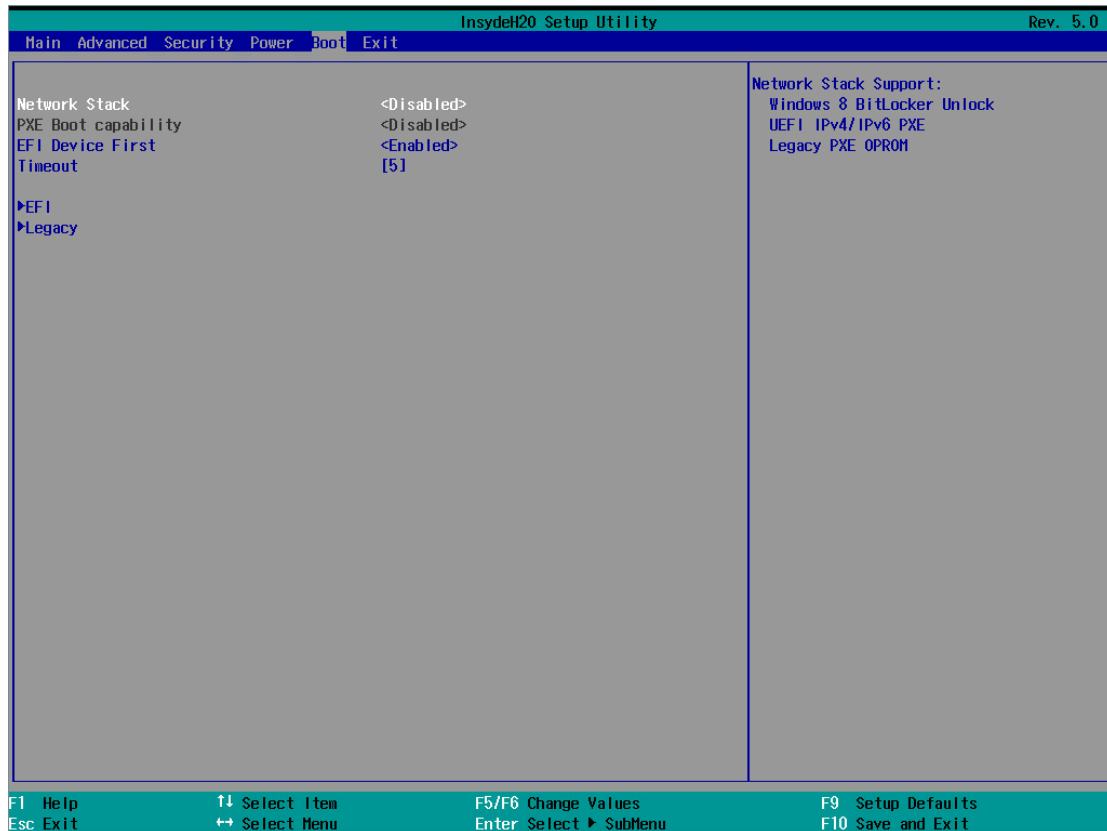 InsydeH20 Setup Utility Rev. 5.0
Main Advanced Security Power Boot Exit
Network Stack <Disabled>
PXE Boot capability <Disabled>
EFI Device First <Enabled>
Timeout [5]
▶EFI
▶Legacy
Network Stack Support:
Windows 8 BitLocker Unlock
UEFI IPv4/IPv6 PXE
Legacy PXE OPROM
F1 Help ↑↓ Select Item F5/F6 Change Values F9 Setup Defaults
Esc Exit ↔ Select Menu Enter Select ▶ SubMenu F10 Save and Exit